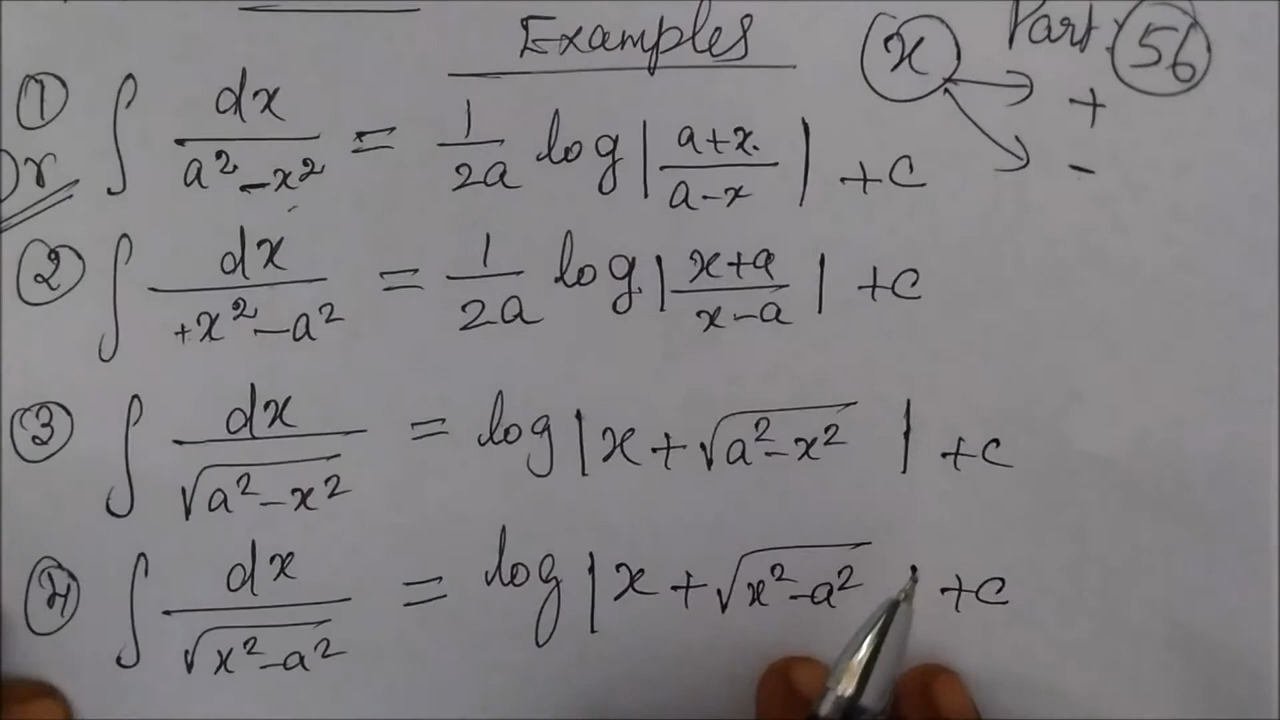 Examples x Part: 56
→ +
→ -
① ∫ dx / (a² - x²) = 1/2a log | (a+x) / (a-x) | + c
Or
② ∫ dx / (+x² - a²) = 1/2a log | (x+a) / (x-a) | + c
③ ∫ dx / √(a² - x²) = log | x + √(a² - x²) | + c
④ ∫ dx / √(x² - a²) = log | x + √(x² - a²) | + c